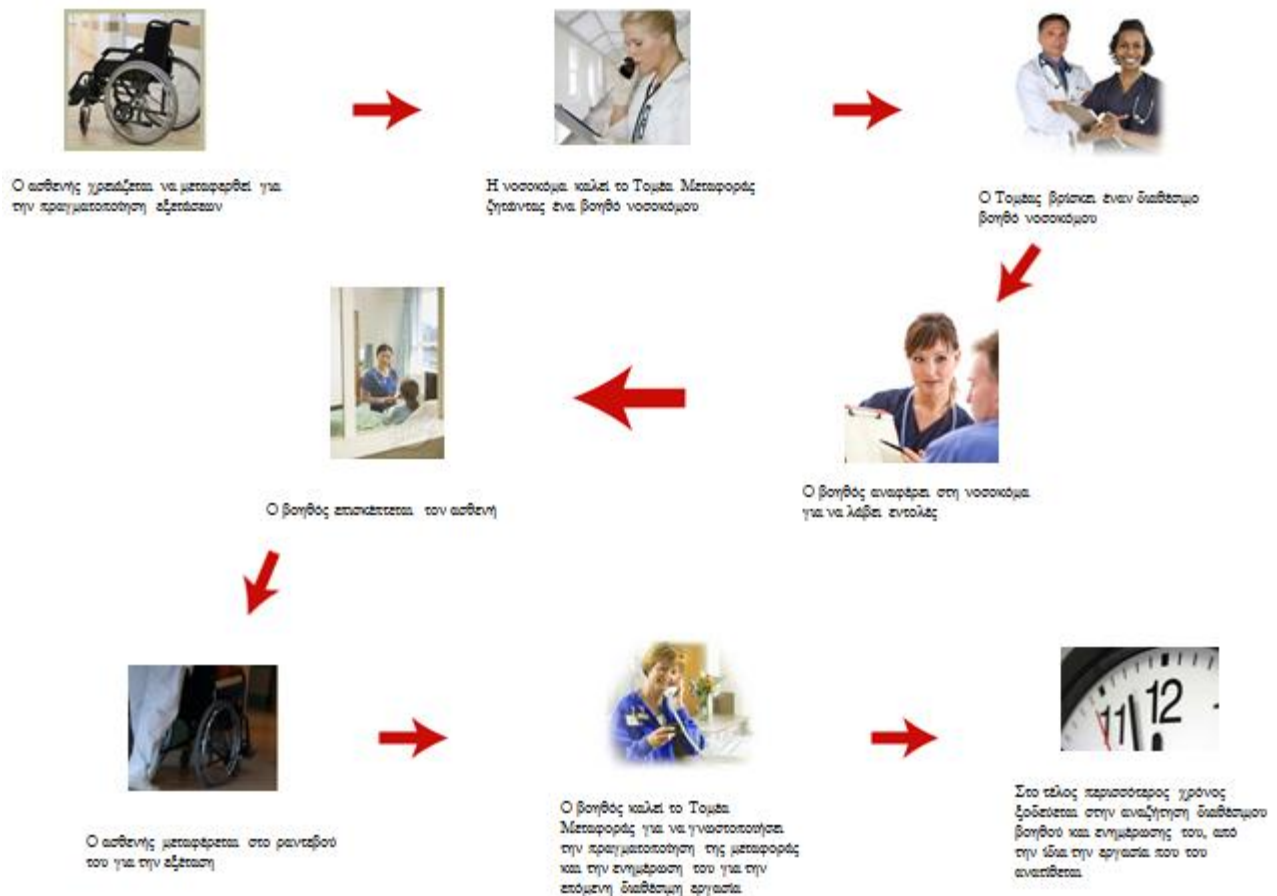 Ο ασθενής χρειάζεται να μεταφερθεί για
την πραγματοποίηση εξετάσεων
Η νοσοκόμα καλεί το Τομέα Μεταφοράς
ζητώντας ένα βοηθό νοσοκόμου
Ο Τομέας βρίσκει έναν διαθέσιμο
βοηθό νοσοκόμου
Ο βοηθός αναφέρει στη νοσοκόμα
για να λάβει εντολές
Ο βοηθός επισκέπτεται τον ασθενή
Ο ασθενής μεταφέρεται στο ραντεβού
του για την εξέταση
Ο βοηθός καλεί το Τομέα
Μεταφοράς για να γνωστοποιήσει
την πραγματοποίηση της μεταφοράς
και την ενημέρωση του για την
επόμενη διαθέσιμη εργασία
11 12
Στο τέλος περισσότερος χρόνος
ξοδεύεται στην αναζήτηση διαθέσιμου
βοηθού και ενημέρωσης του, από
την ίδια την εργασία που του
ανατίθεται